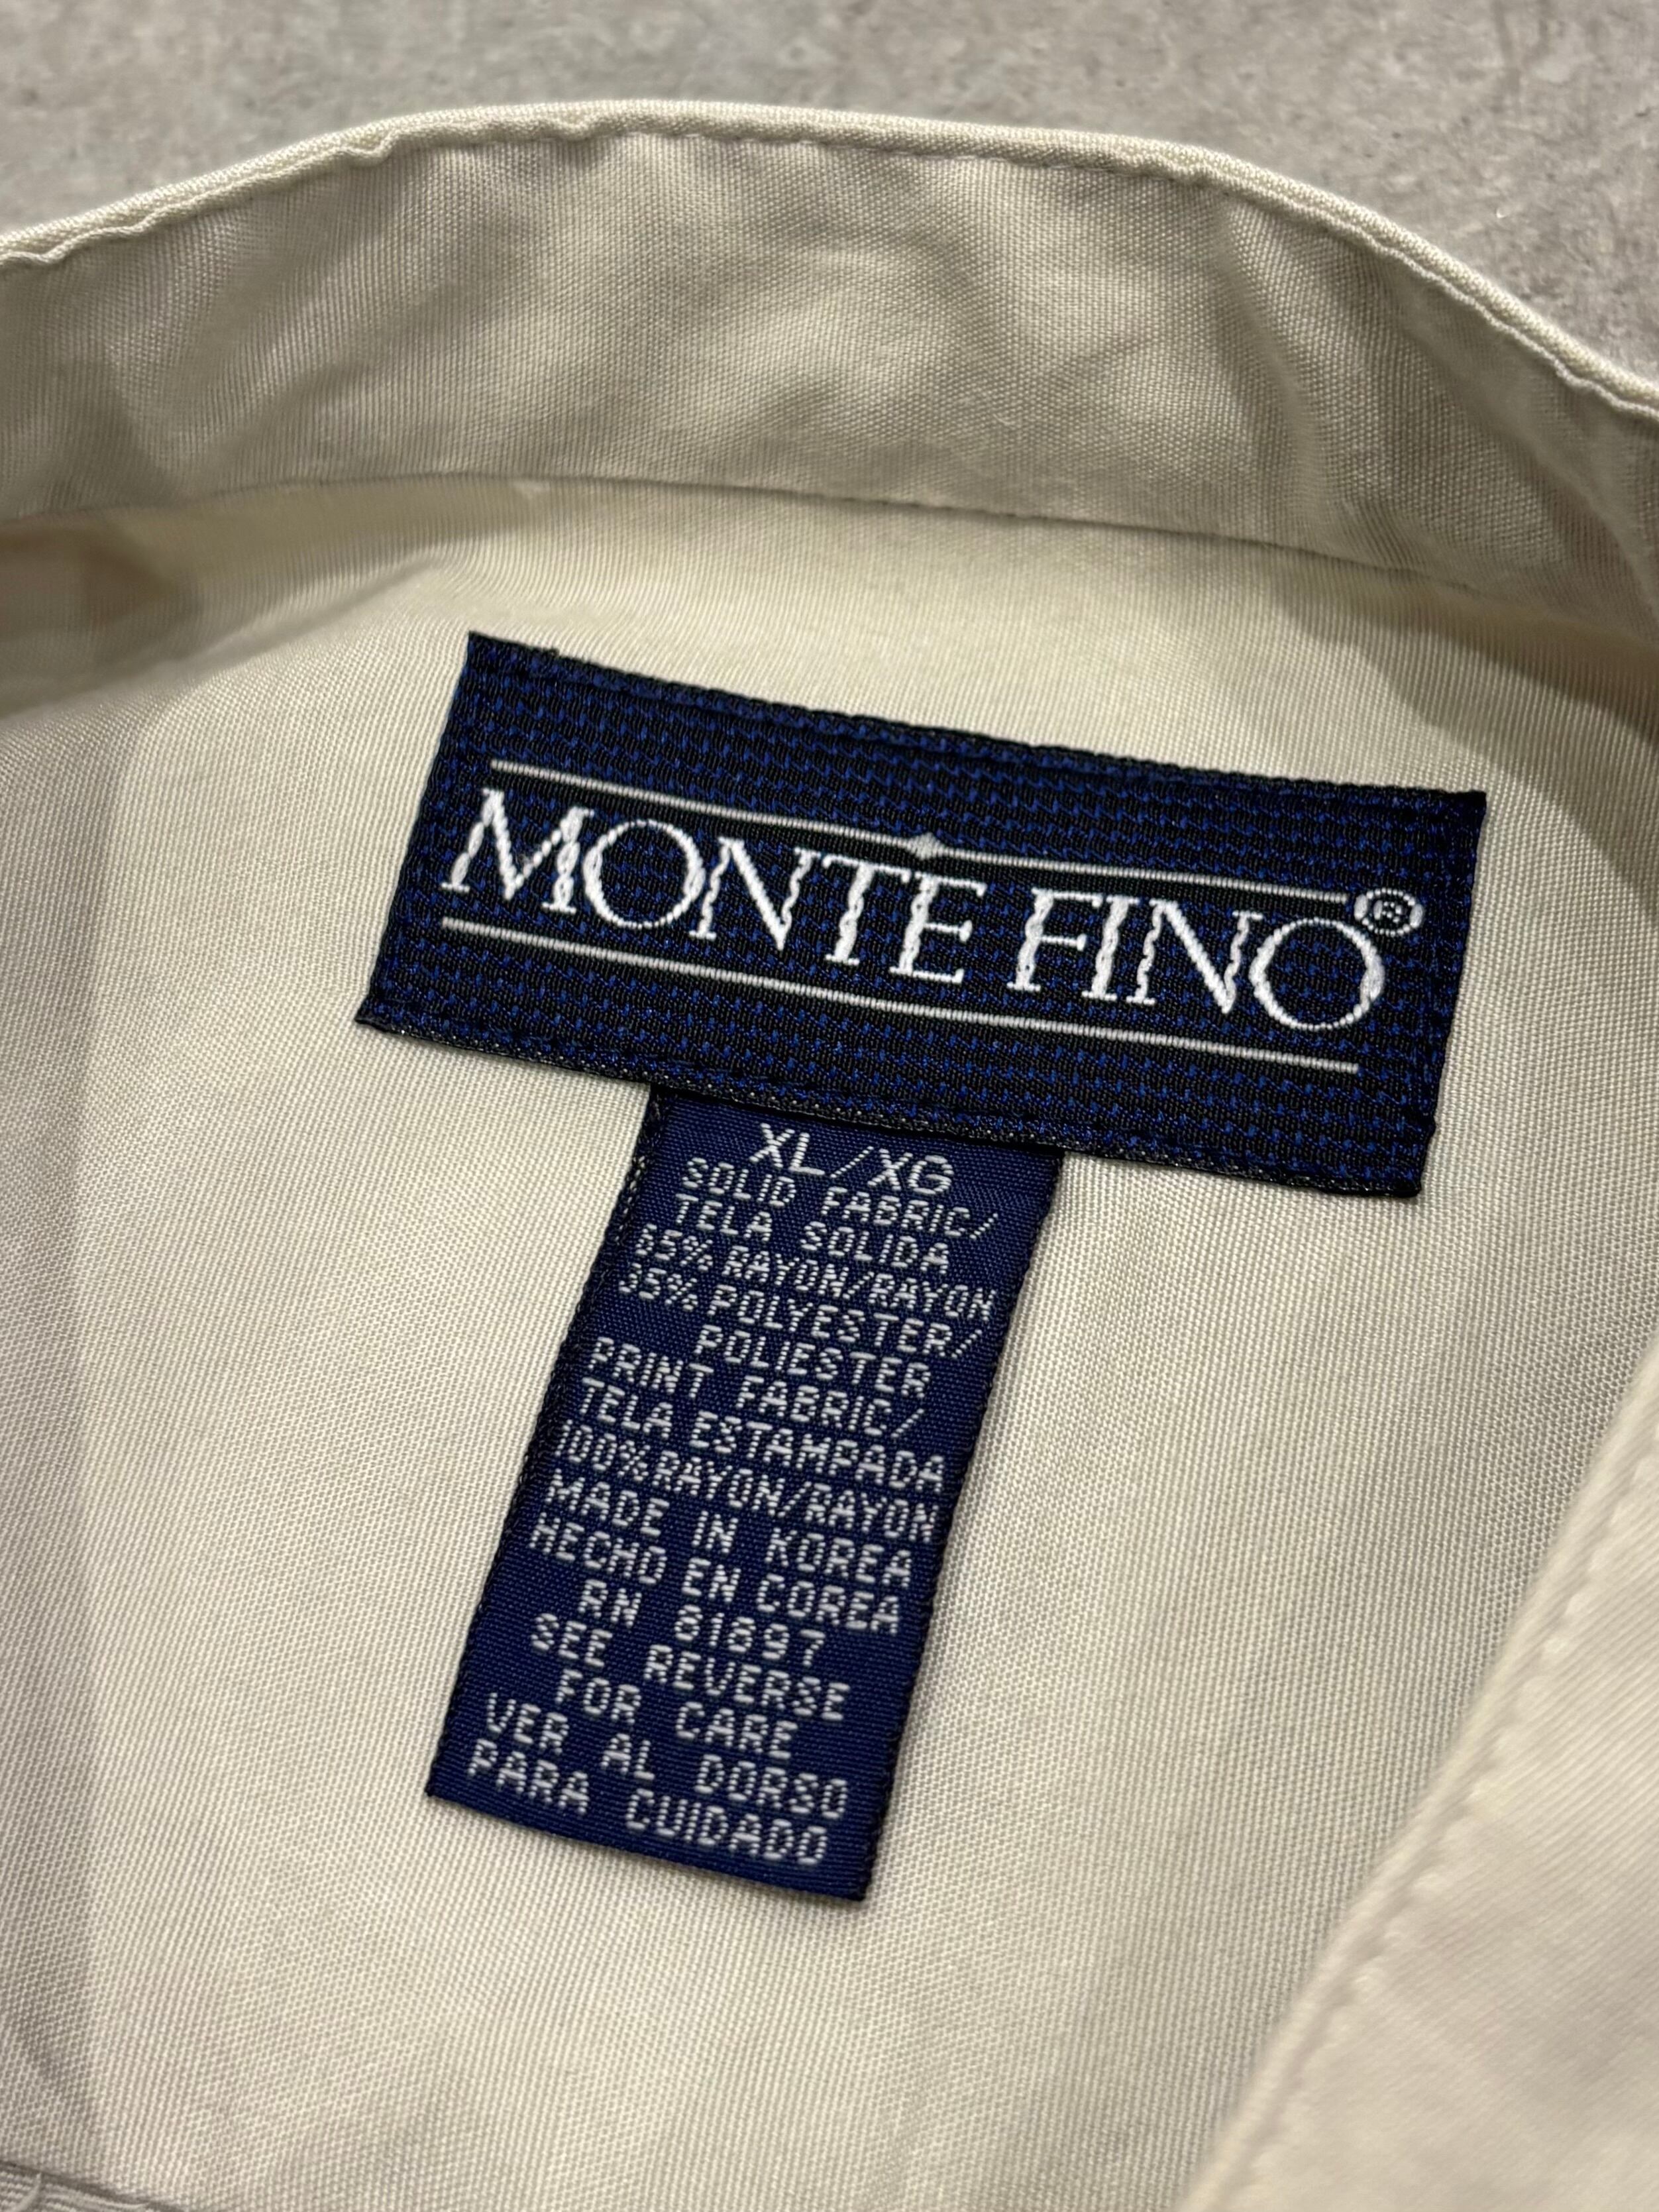 MONTE FINO®
XL/XG
SOLID FABRIC/
TELA SOLIDA
65% RAYON/RAYON
35% POLYESTER/
POLIESTER
PRINT FABRIC/
TELA ESTAMPADA
100% RAYON/RAYON
MADE IN KOREA
HECHO EN COREA
RN 61897
SEE REVERSE
FOR CARE
VER AL DORSO
PARA CUIDADO